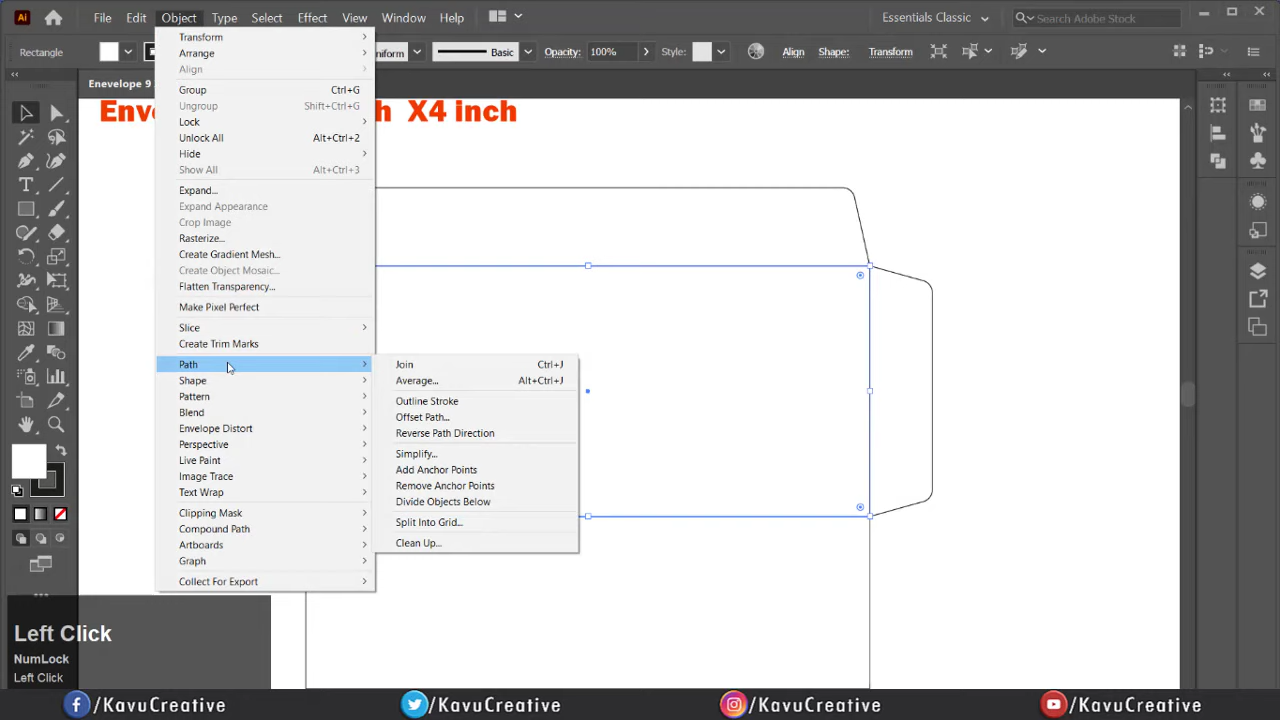 Ai File Edit Object Type Select Effect View Window Help Essentials Classic Search Adobe Stock
Rectangle niform Basic Opacity: 100% Style: Align Shape: Transform
Envelope 9
h X4 inch
Transform
Arrange
Align
Group Ctrl+G
Ungroup Shift+Ctrl+G
Lock
Unlock All Alt+Ctrl+2
Hide
Show All Alt+Ctrl+3
Expand...
Expand Appearance
Crop Image
Rasterize...
Create Gradient Mesh...
Create Object Mosaic...
Flatten Transparency...
Make Pixel Perfect
Slice
Create Trim Marks
Path
Shape
Pattern
Blend
Envelope Distort
Perspective
Live Paint
Image Trace
Text Wrap
Clipping Mask
Compound Path
Artboards
Graph
Collect For Export
Join Ctrl+J
Average... Alt+Ctrl+J
Outline Stroke
Offset Path...
Reverse Path Direction
Simplify...
Add Anchor Points
Remove Anchor Points
Divide Objects Below
Split Into Grid...
Clean Up...
Left Click
NumLock
Left Click
/KavuCreative /KavuCreative /KavuCreative /KavuCreative